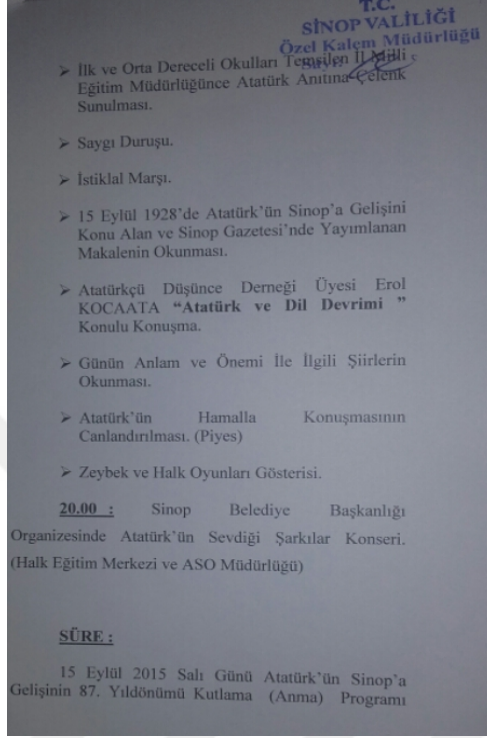 T.C.
SİNOP VALİLİĞİ
Özel Kalem Müdürlüğü
➢ İlk ve Orta Dereceli Okulları Temsilen İl Milli
Eğitim Müdürlüğünce Atatürk Anıtına Çelenk
Sunulması.
➢ Saygı Duruşu.
➢ İstiklal Marşı.
➢ 15 Eylül 1928’de Atatürk’ün Sinop’a Gelişini
Konu Alan ve Sinop Gazetesi’nde Yayımlanan
Makalenin Okunması.
➢ Atatürkçü Düşünce Derneği Üyesi Erol
KOCAATA “Atatürk ve Dil Devrimi ”
Konulu Konuşma.
➢ Günün Anlam ve Önemi İle İlgili Şiirlerin
Okunması.
➢ Atatürk’ün Hamalla Konuşmasının
Canlandırılması. (Piyes)
➢ Zeybek ve Halk Oyunları Gösterisi.
20.00 : Sinop Belediye Başkanlığı
Organizesinde Atatürk’ün Sevdiği Şarkılar Konseri.
(Halk Eğitim Merkezi ve ASO Müdürlüğü)
SÜRE :
15 Eylül 2015 Salı Günü Atatürk’ün Sinop’a
Gelişinin 87. Yıldönümü Kutlama (Anma) Programı